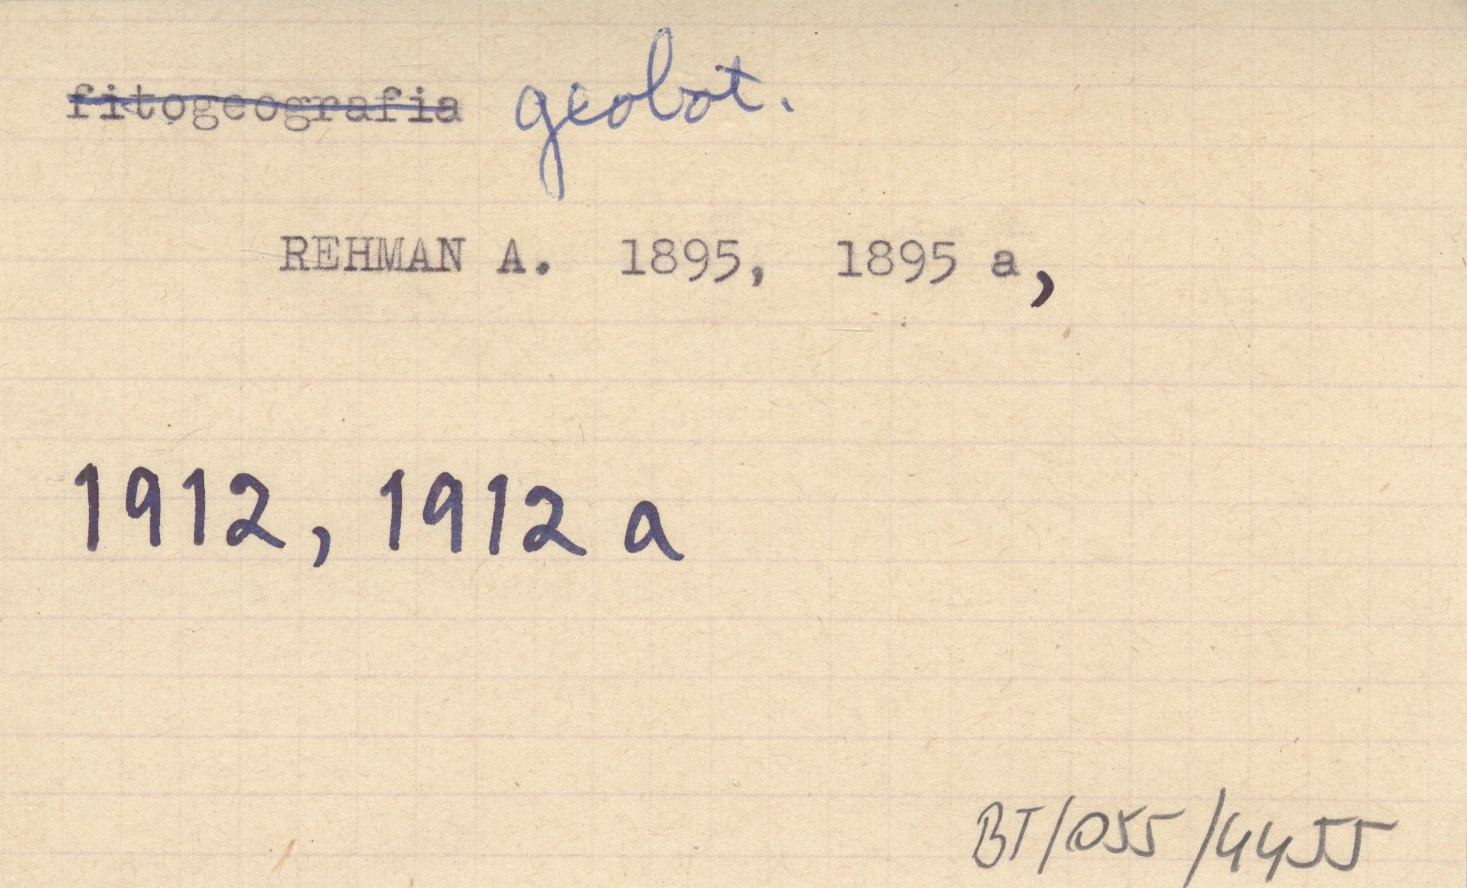 fitogeografia geobot.
REHMAN A. 1895, 1895 a,
1912, 1912 a
BT/055/4455